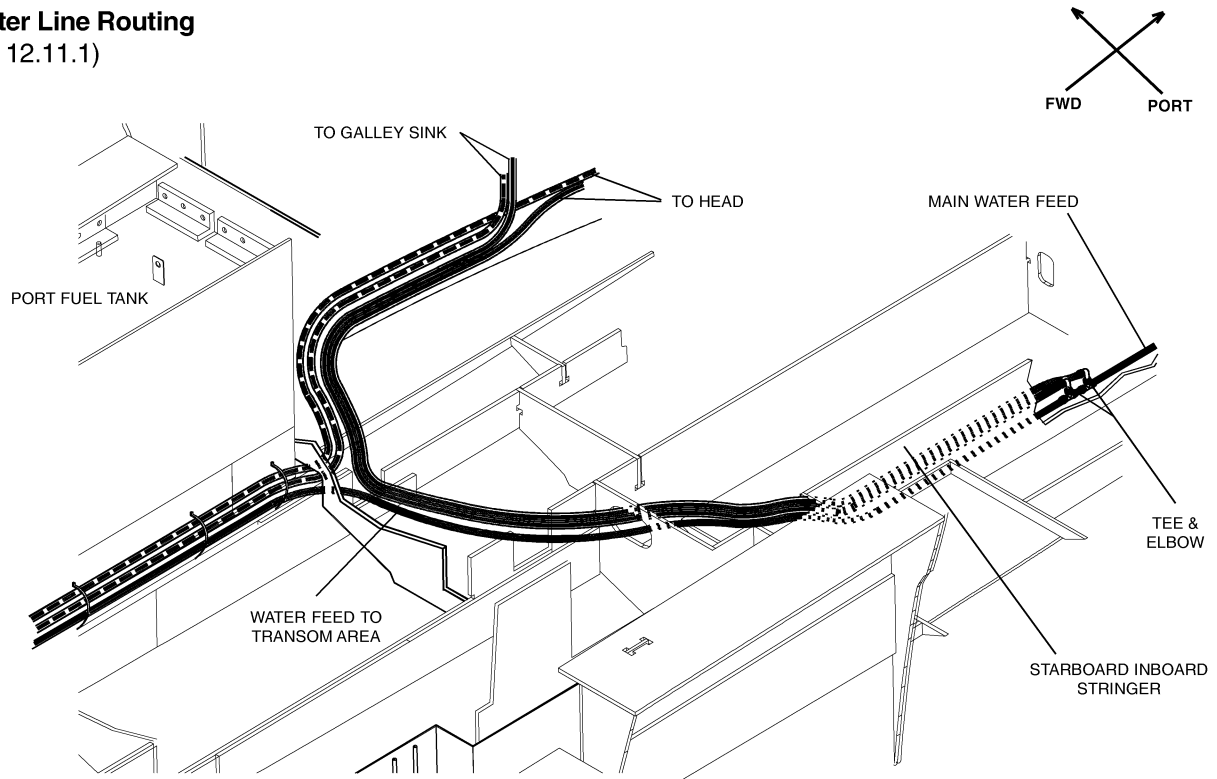 ter Line Routing
12.11.1)
FWD
PORT
TO GALLEY SINK
TO HEAD
MAIN WATER FEED
PORT FUEL TANK
TEE &
ELBOW
WATER FEED TO
TRANSOM AREA
STARBOARD INBOARD
STRINGER